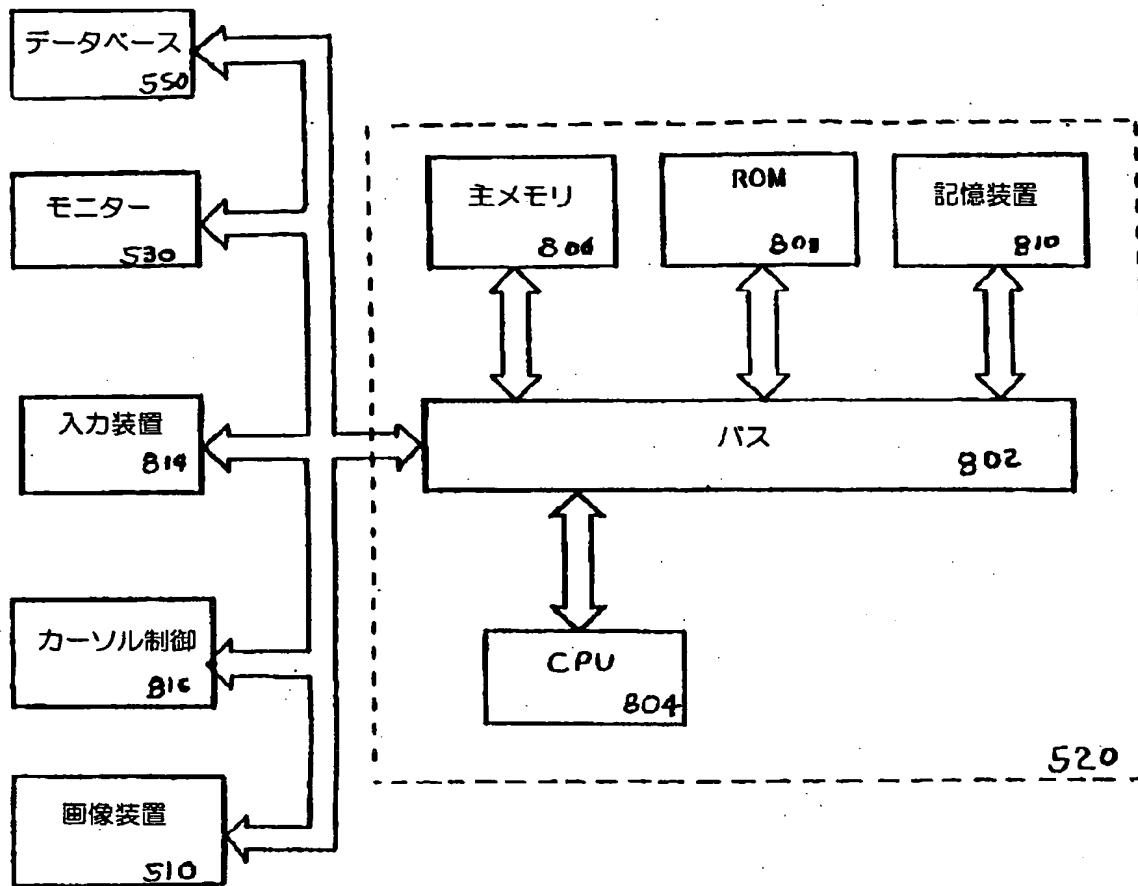 データベース
550
モニター
530
入力装置
814
カーソル制御
816
画像装置
510
主メモリ
806
ROM
808
記憶装置
810
バス
802
CPU
804
520